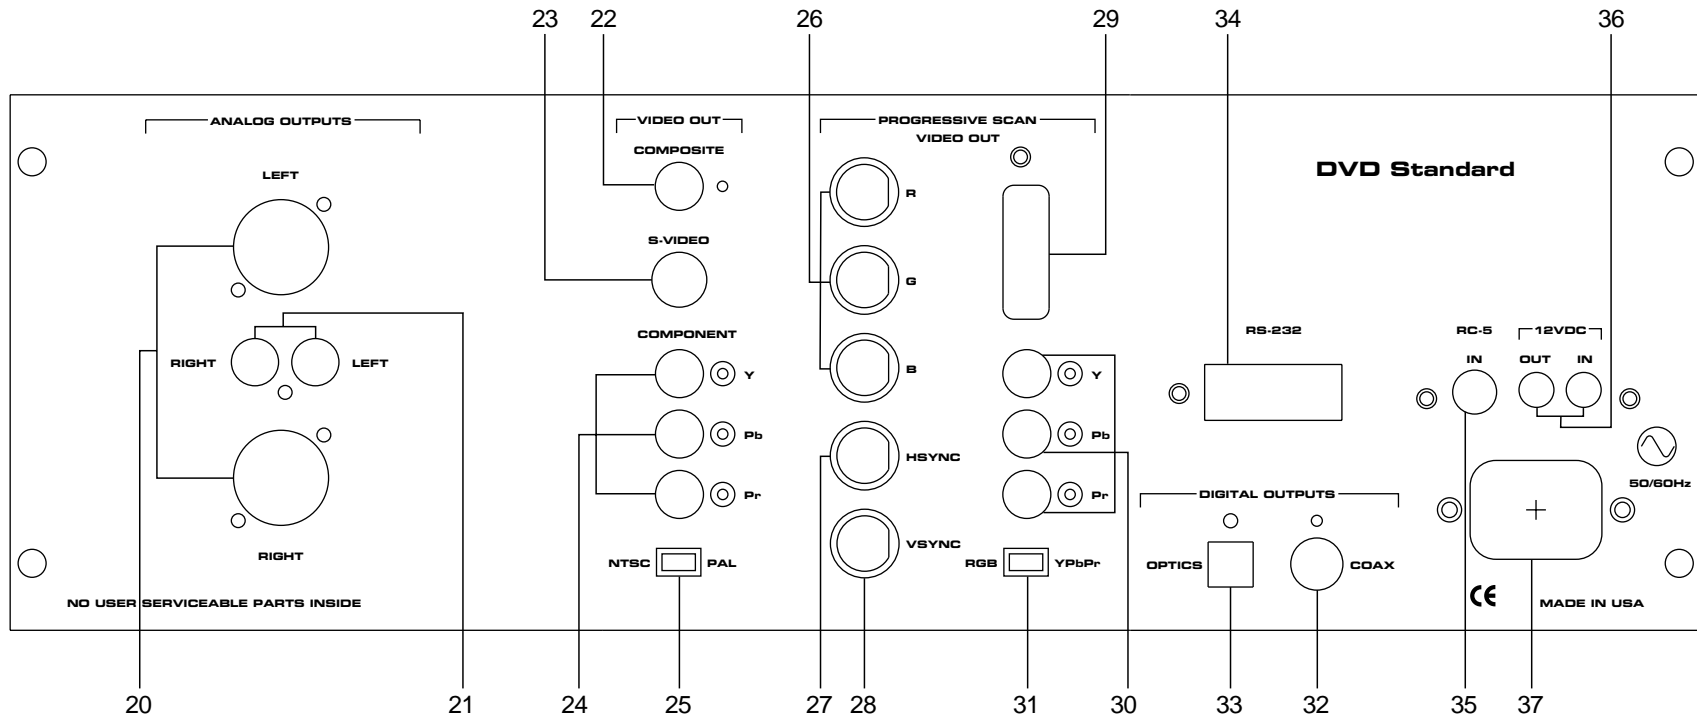 23 22 26 29 34 36
ANALOG OUTPUTS
LEFT
RIGHT LEFT
RIGHT
NO USER SERVICEABLE PARTS INSIDE
VIDEO OUT
COMPOSITE
S-VIDEO
COMPONENT
Y
Pb
Pr
NTSC PAL
PROGRESSIVE SCAN
VIDEO OUT
R
G
B
HSYNC
VSYNC
Y
Pb
Pr
RGB YPbPr
DVD Standard
RS-232
RC-5
IN
12VDC
OUT IN
50/60Hz
DIGITAL OUTPUTS
OPTICS COAX
CE
MADE IN USA
20 21 24 25 27 28 31 30 33 32 35 37